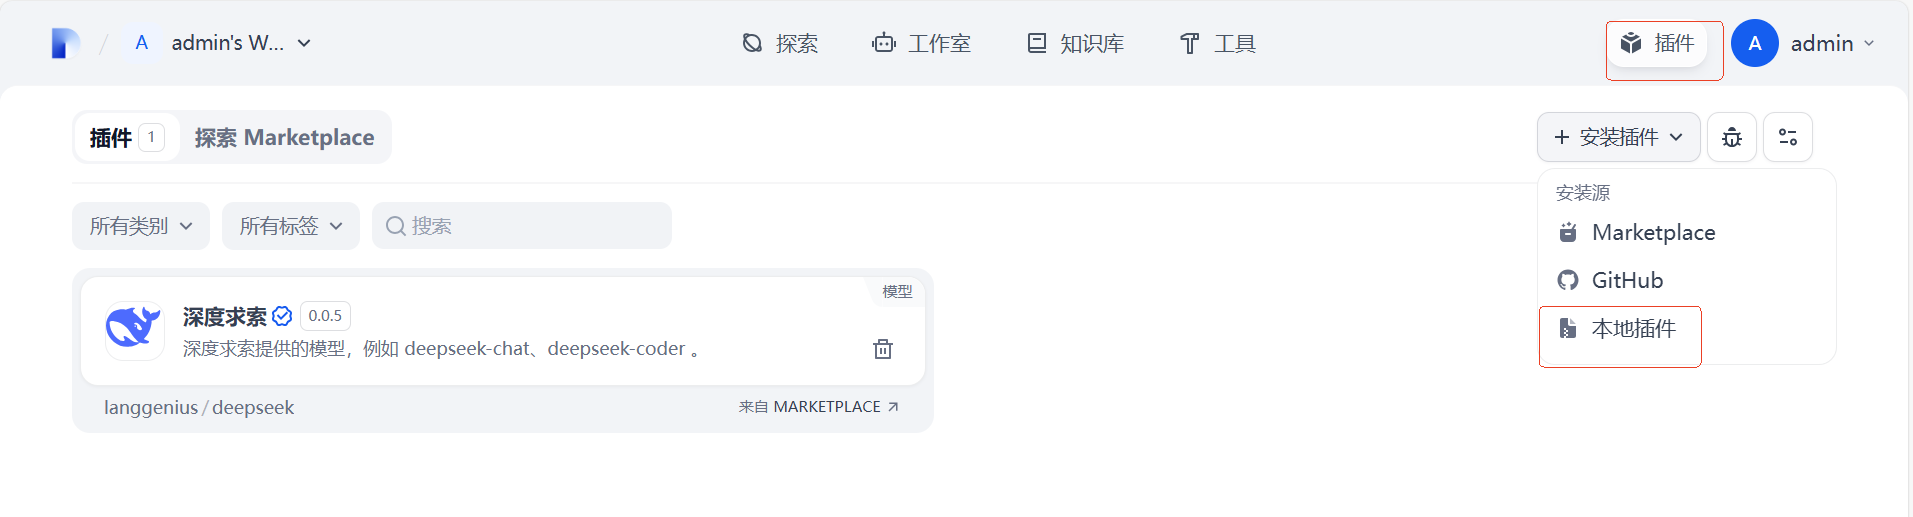 / A admin's W... 探索 工作室 知识库 工具 插件 A admin
插件 1 探索 Marketplace + 安装插件
安装源
所有类别 所有标签 搜索 Marketplace
GitHub
模型
深度求索 0.0.5 本地插件
深度求索提供的模型，例如 deepseek-chat、deepseek-coder 。
langgenius / deepseek 来自 MARKETPLACE